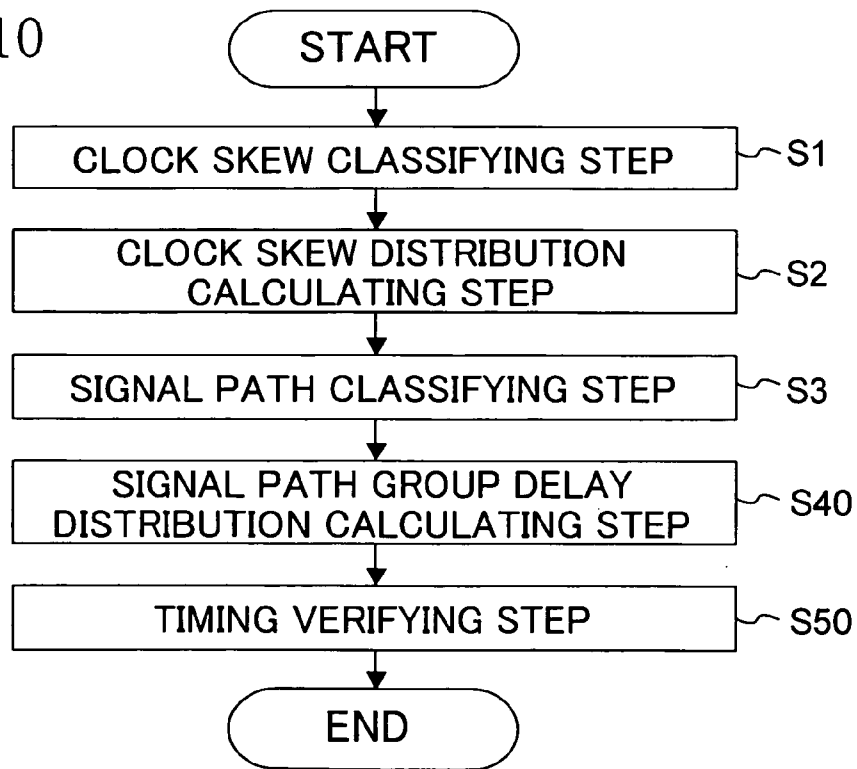 10
START
CLOCK SKEW CLASSIFYING STEP
S1
CLOCK SKEW DISTRIBUTION
CALCULATING STEP
S2
SIGNAL PATH CLASSIFYING STEP
S3
SIGNAL PATH GROUP DELAY
DISTRIBUTION CALCULATING STEP
S40
TIMING VERIFYING STEP
S50
END